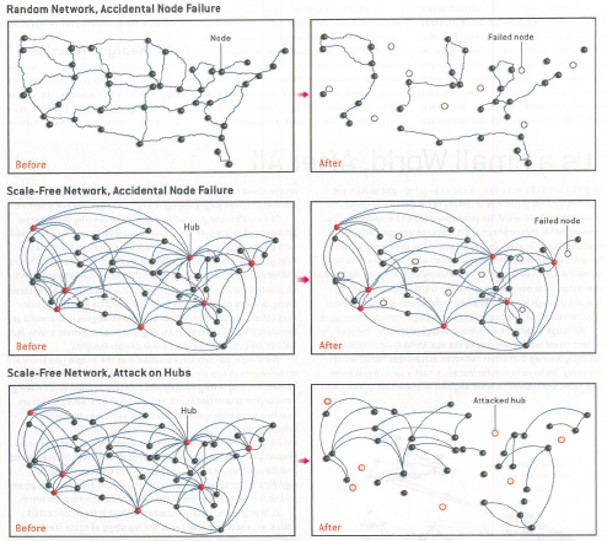 Random Network, Accidental Node Failure
Node
Failed node
Before
After
Scale-Free Network, Accidental Node Failure
Hub
Failed node
Before
After
Scale-Free Network, Attack on Hubs
Hub
Attacked hub
Before
After